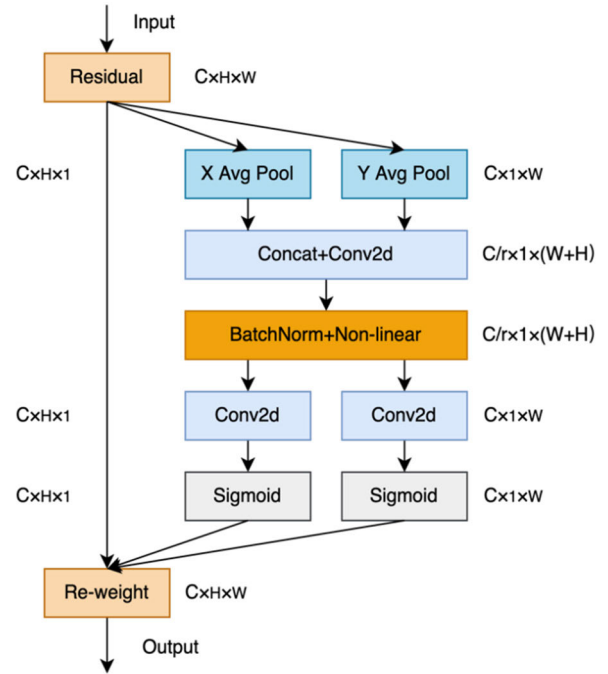 Input
Residual
C×H×W
C×H×1
X Avg Pool
Y Avg Pool
C×1×W
Concat+Conv2d
C/r×1×(W+H)
BatchNorm+Non-linear
C/r×1×(W+H)
C×H×1
Conv2d
Conv2d
C×1×W
C×H×1
Sigmoid
Sigmoid
C×1×W
Re-weight
C×H×W
Output